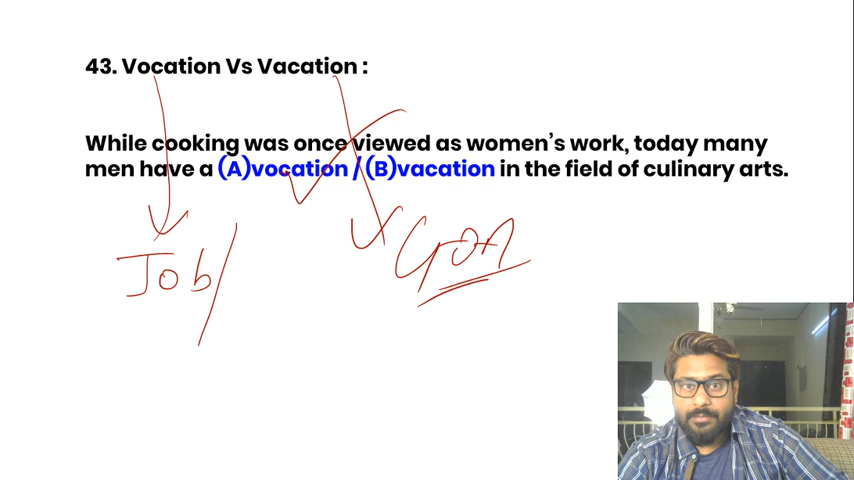 43. Vocation Vs Vacation :
While cooking was once viewed as women's work, today many
men have a (A)vocation / (B)vacation in the field of culinary arts.
Job
Goa